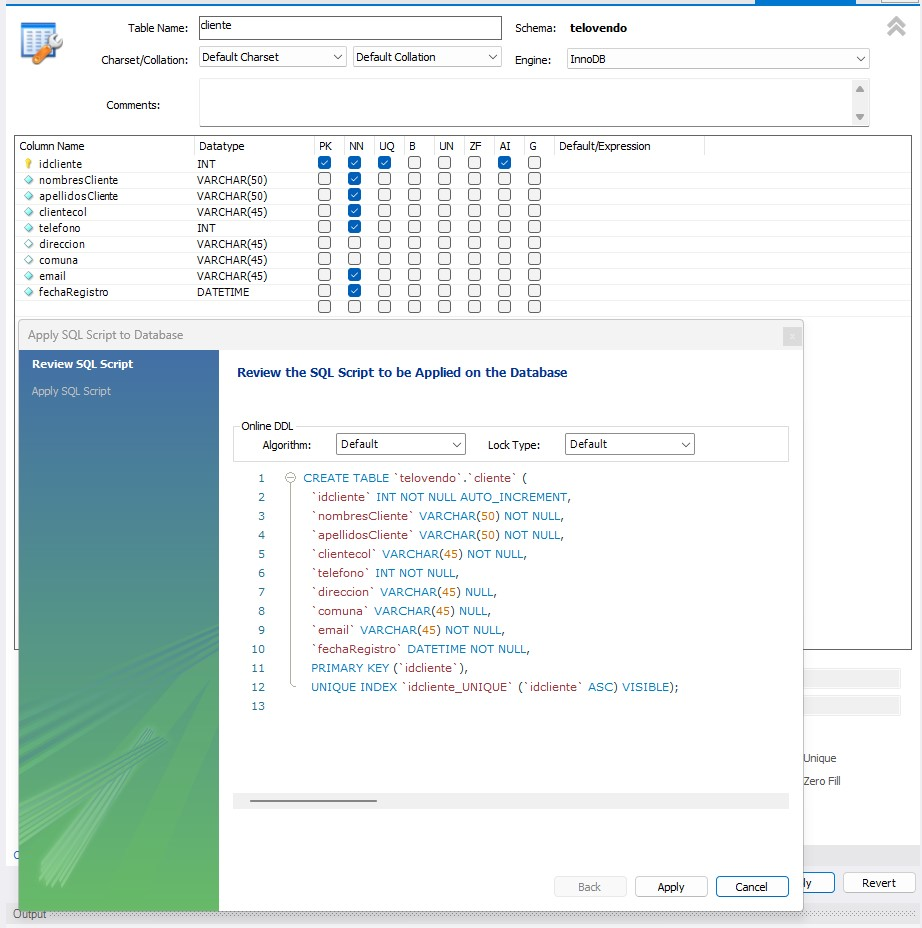 Table Name: cliente Schema: telovendo
Charset/Collation: Default Charset Default Collation Engine: InnoDB
Comments:
Column Name Datatype PK NN UQ B UN ZF AI G Default/Expression
idcliente INT
nombresCliente VARCHAR(50)
apellidosCliente VARCHAR(50)
clientecol VARCHAR(45)
telefono INT
direccion VARCHAR(45)
comuna VARCHAR(45)
email VARCHAR(45)
fechaRegistro DATETIME
Apply SQL Script to Database
Review SQL Script
Apply SQL Script
Review the SQL Script to be Applied on the Database
Online DDL
Algorithm: Default Lock Type: Default
1 CREATE TABLE `telovendo`.`cliente` (
2 `idcliente` INT NOT NULL AUTO_INCREMENT,
3 `nombresCliente` VARCHAR(50) NOT NULL,
4 `apellidosCliente` VARCHAR(50) NOT NULL,
5 `clientecol` VARCHAR(45) NOT NULL,
6 `telefono` INT NOT NULL,
7 `direccion` VARCHAR(45) NULL,
8 `comuna` VARCHAR(45) NULL,
9 `email` VARCHAR(45) NOT NULL,
10 `fechaRegistro` DATETIME NOT NULL,
11 PRIMARY KEY (`idcliente`),
12 UNIQUE INDEX `idcliente_UNIQUE` (`idcliente` ASC) VISIBLE);
13
Unique
Zero Fill
Back Apply Cancel
ly Revert
Output